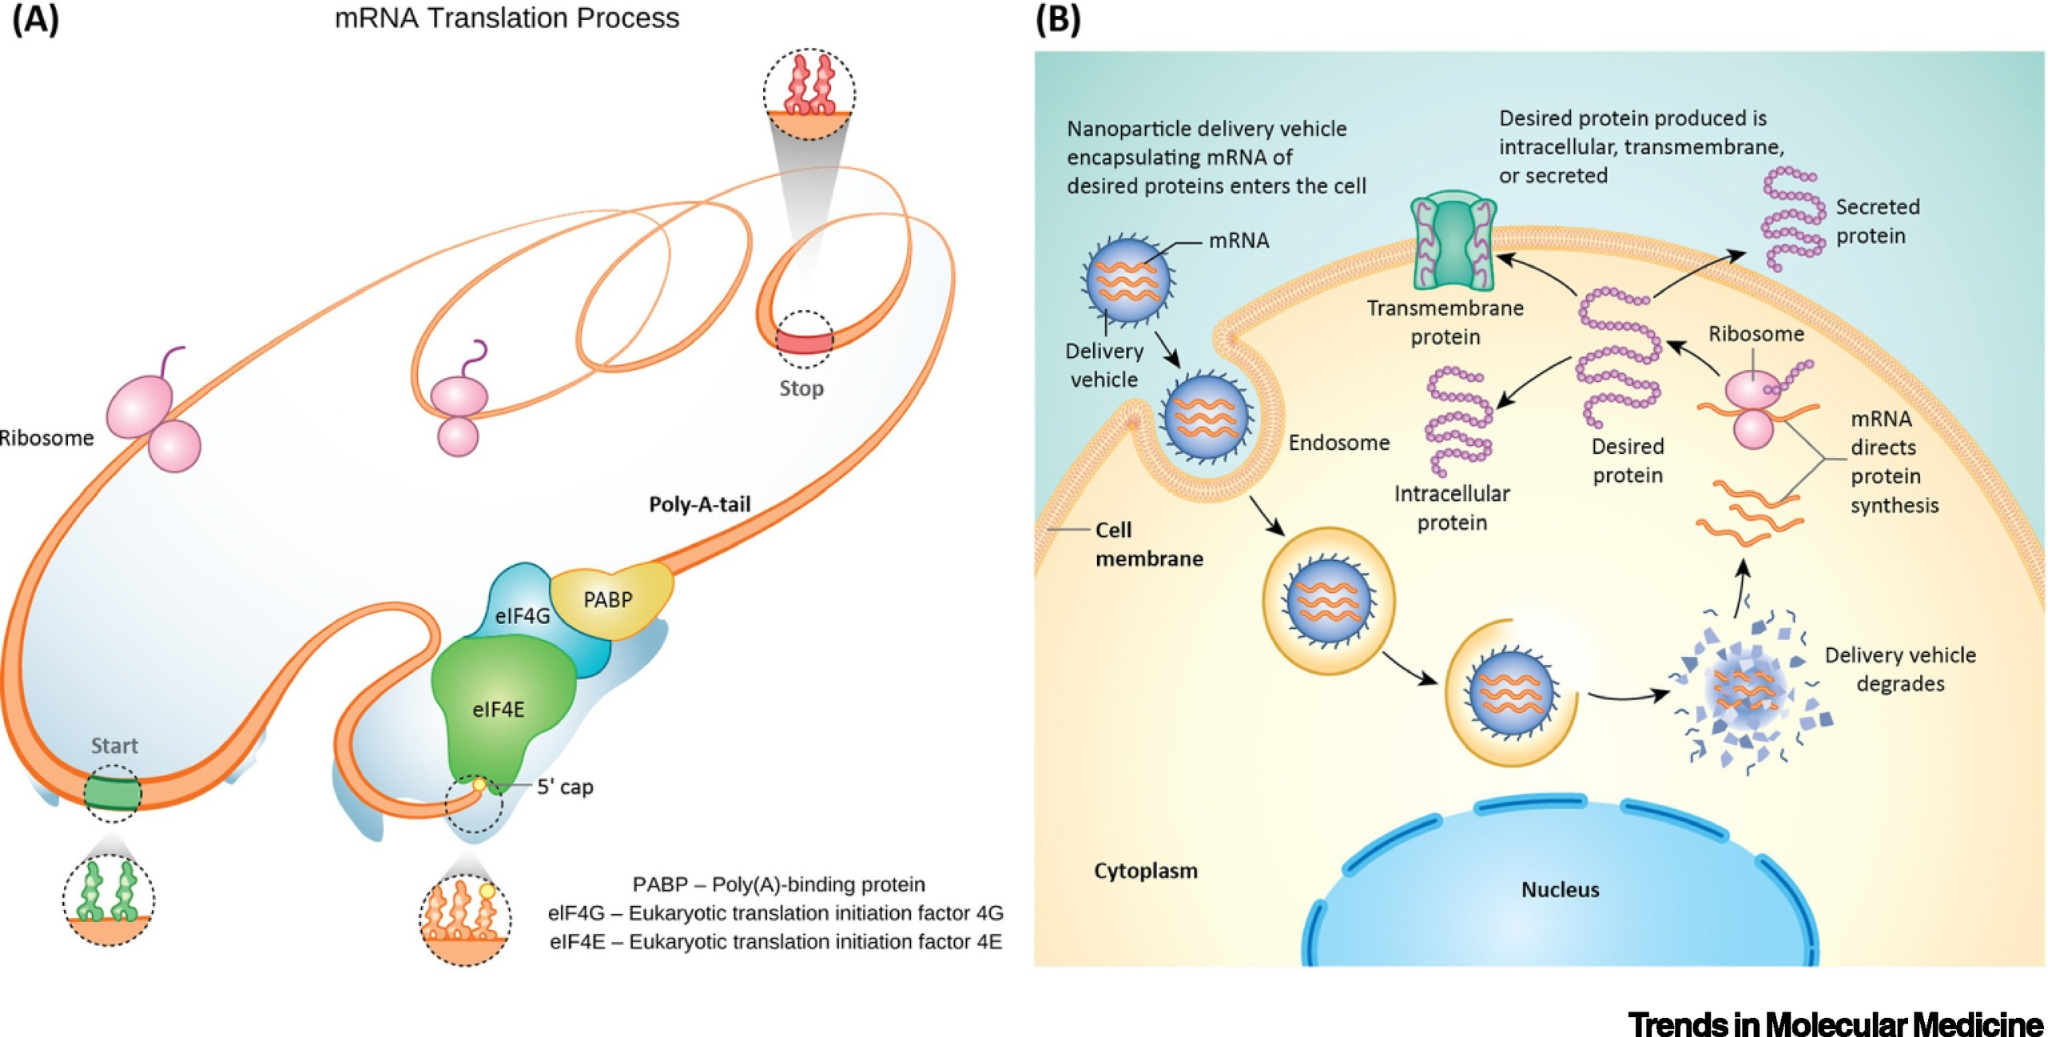 (A)
mRNA Translation Process
Stop
Ribosome
Poly-A-tail
eIF4G
PABP
eIF4E
Start
5' cap
PABP – Poly(A)-binding protein
eIF4G – Eukaryotic translation initiation factor 4G
eIF4E – Eukaryotic translation initiation factor 4E
(B)
Nanoparticle delivery vehicle
encapsulating mRNA of
desired proteins enters the cell
Desired protein produced is
intracellular, transmembrane,
or secreted
mRNA
Secreted
protein
Delivery
vehicle
Transmembrane
protein
Ribosome
Endosome
Intracellular
protein
Desired
protein
mRNA
directs
protein
synthesis
Cell
membrane
Delivery vehicle
degrades
Cytoplasm
Nucleus
Trends in Molecular Medicine